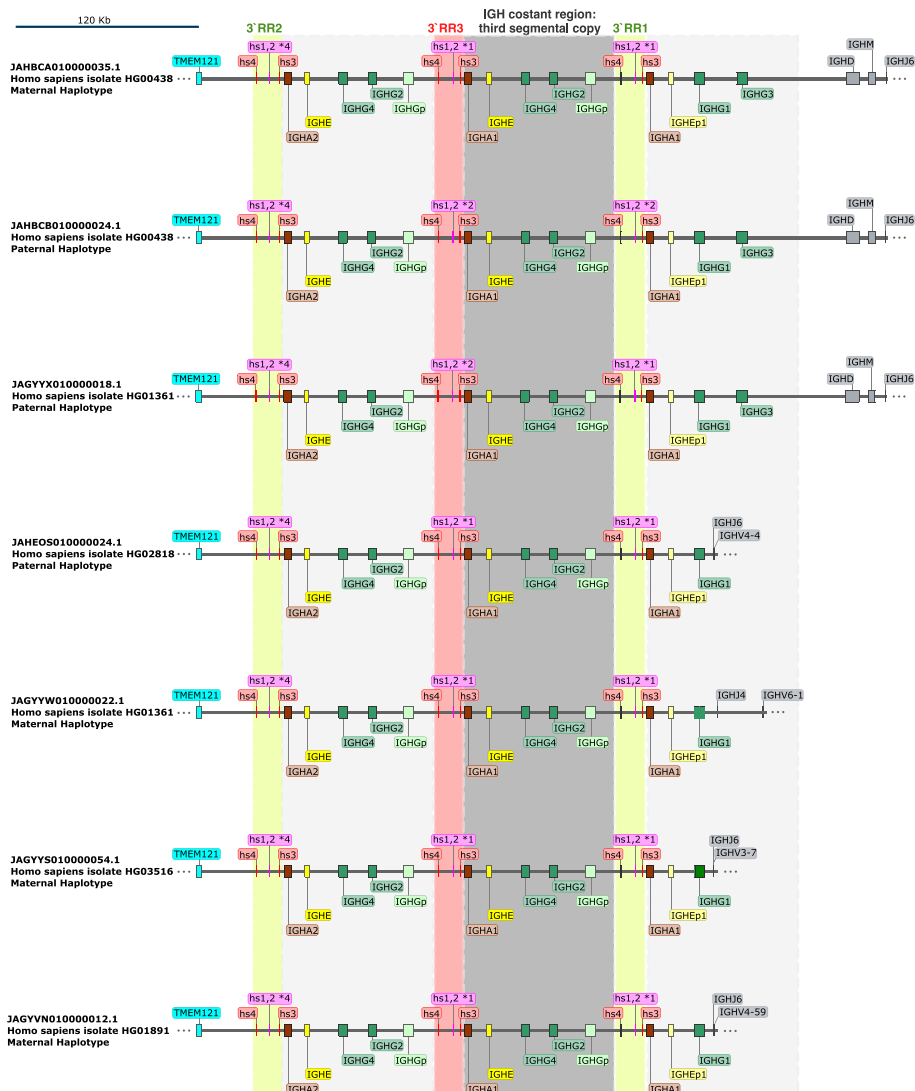 120 Kb
IGH costant region:
third segmental copy
3`RR2
3`RR3
3`RR1
JAHBCA010000035.1
Homo sapiens isolate HG00438
Maternal Haplotype
TMEM121
hs1,2 *4
hs4
hs3
hs1,2 *1
hs4
hs3
hs1,2 *1
hs4
hs3
IGHM
IGHD
IGHJ6
IGHA2
IGHE
IGHG4
IGHG2
IGHGp
IGHA1
IGHE
IGHG4
IGHG2
IGHGp
IGHA1
IGHEp1
IGHG1
IGHG3
JAHBCB010000024.1
Homo sapiens isolate HG00438
Paternal Haplotype
TMEM121
hs1,2 *4
hs4
hs3
hs1,2 *2
hs4
hs3
hs1,2 *2
hs4
hs3
IGHM
IGHD
IGHJ6
IGHA2
IGHE
IGHG4
IGHG2
IGHGp
IGHA1
IGHE
IGHG4
IGHG2
IGHGp
IGHA1
IGHEp1
IGHG1
IGHG3
JAGYYX010000018.1
Homo sapiens isolate HG01361
Paternal Haplotype
TMEM121
hs1,2 *4
hs4
hs3
hs1,2 *2
hs4
hs3
hs1,2 *1
hs4
hs3
IGHM
IGHD
IGHJ6
IGHA2
IGHE
IGHG4
IGHG2
IGHGp
IGHA1
IGHE
IGHG4
IGHG2
IGHGp
IGHA1
IGHEp1
IGHG1
IGHG3
JAHEOS010000024.1
Homo sapiens isolate HG02818
Paternal Haplotype
TMEM121
hs1,2 *4
hs4
hs3
hs1,2 *1
hs4
hs3
hs1,2 *1
hs4
hs3
IGHJ6
IGHV4-4
IGHA2
IGHE
IGHG4
IGHG2
IGHGp
IGHA1
IGHE
IGHG4
IGHG2
IGHGp
IGHA1
IGHEp1
IGHG1
JAGYYW010000022.1
Homo sapiens isolate HG01361
Maternal Haplotype
TMEM121
hs1,2 *4
hs4
hs3
hs1,2 *1
hs4
hs3
hs1,2 *1
hs4
hs3
IGHJ4
IGHV6-1
IGHA2
IGHE
IGHG4
IGHG2
IGHGp
IGHA1
IGHE
IGHG4
IGHG2
IGHGp
IGHA1
IGHEp1
IGHG1
JAGYYS010000054.1
Homo sapiens isolate HG03516
Maternal Haplotype
TMEM121
hs1,2 *4
hs4
hs3
hs1,2 *1
hs4
hs3
hs1,2 *1
hs4
hs3
IGHJ6
IGHV3-7
IGHA2
IGHE
IGHG4
IGHG2
IGHGp
IGHA1
IGHE
IGHG4
IGHG2
IGHGp
IGHA1
IGHEp1
IGHG1
JAGYVN010000012.1
Homo sapiens isolate HG01891
Maternal Haplotype
TMEM121
hs1,2 *4
hs4
hs3
hs1,2 *1
hs4
hs3
hs1,2 *1
hs4
hs3
IGHJ6
IGHV4-59
IGHA2
IGHE
IGHG4
IGHG2
IGHGp
IGHA1
IGHE
IGHG4
IGHG2
IGHGp
IGHA1
IGHEp1
IGHG1